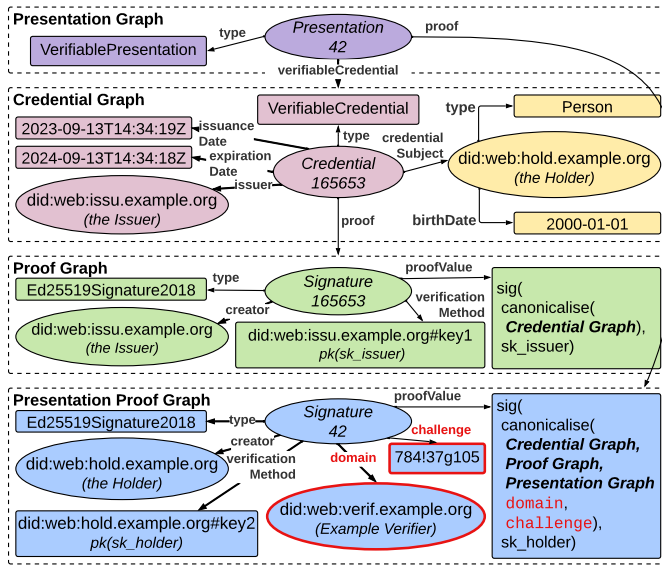 Presentation Graph
VerifiablePresentation
type
Presentation
42
proof
verifiableCredential
Credential Graph
2023-09-13T14:34:19Z
issuance
Date
2024-09-13T14:34:18Z
expiration
Date
VerifiableCredential
type
Credential
165653
credential
Subject
type
Person
did:web:hold.example.org
(the Holder)
birthDate
2000-01-01
issuer
did:web:issu.example.org
(the Issuer)
proof
Proof Graph
Ed25519Signature2018
type
Signature
165653
proofValue
creator
verification
Method
did:web:issu.example.org
(the Issuer)
did:web:issu.example.org#key1
pk(sk_issuer)
sig(
canonicalise(
Credential Graph),
sk_issuer)
Presentation Proof Graph
Ed25519Signature2018
type
Signature
42
proofValue
creator
verification
Method
domain
challenge
784!37g105
did:web:hold.example.org
(the Holder)
did:web:hold.example.org#key2
pk(sk_holder)
did:web:verif.example.org
(Example Verifier)
sig(
canonicalise(
Credential Graph,
Proof Graph,
Presentation Graph
domain,
challenge),
sk_holder)